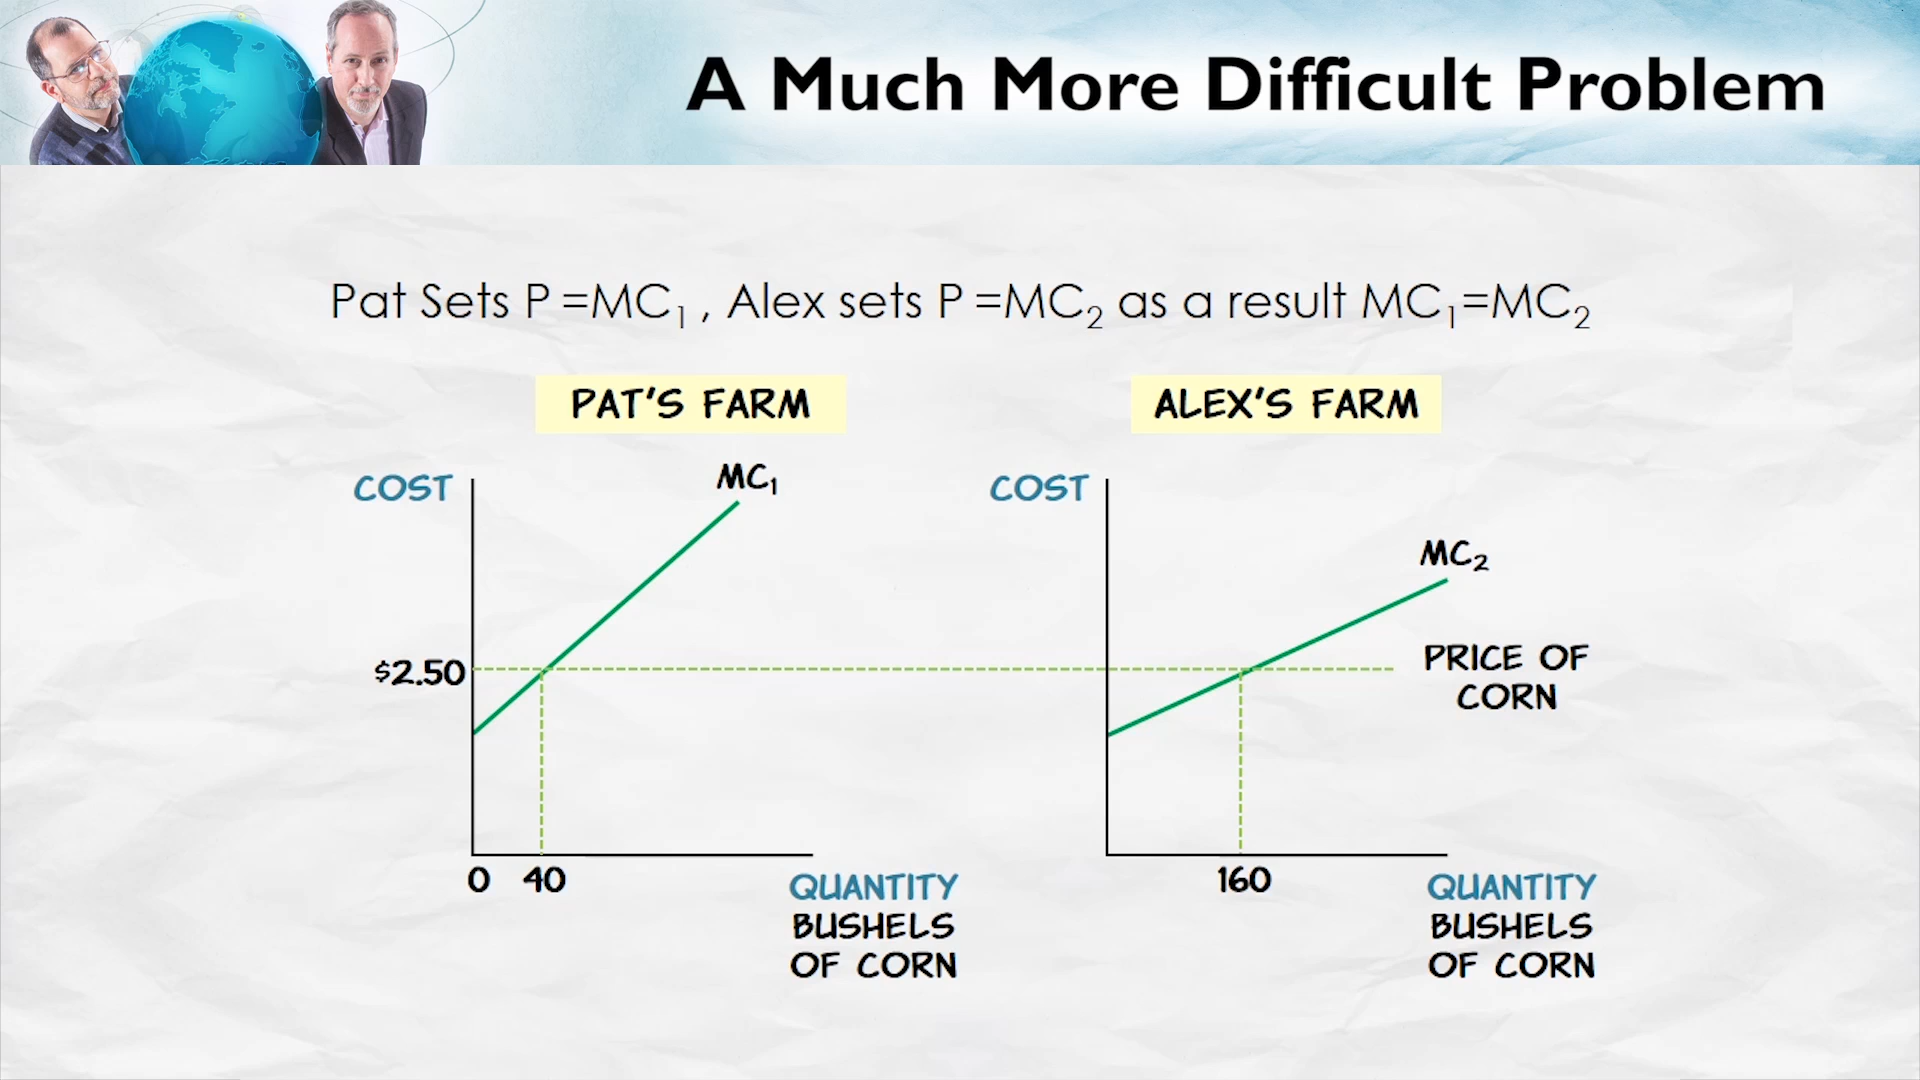 A Much More Difficult Problem
Pat Sets P =MC₁ , Alex sets P =MC₂ as a result MC₁=MC₂
PAT'S FARM
ALEX'S FARM
COST
MC₁
COST
MC₂
$2.50
PRICE OF
CORN
0 40
160
QUANTITY
BUSHELS
OF CORN
QUANTITY
BUSHELS
OF CORN